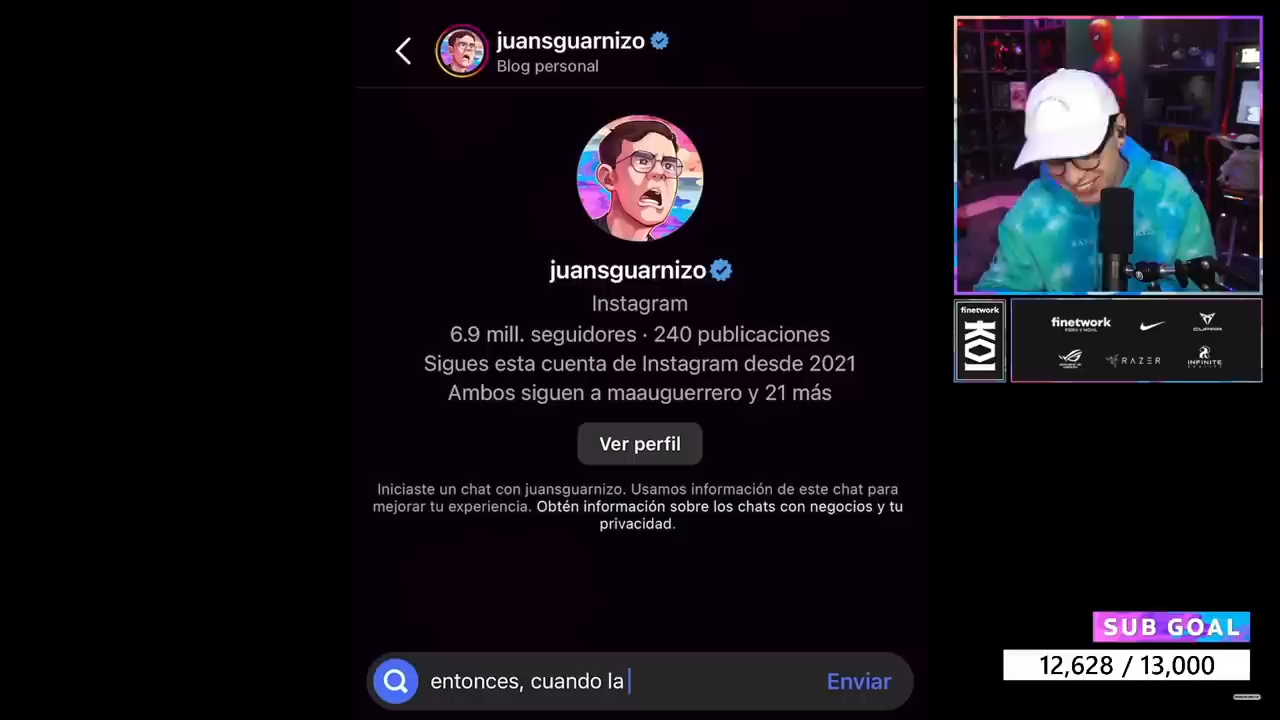 juansguarnizo
Blog personal
juansguarnizo
Instagram
6.9 mill. seguidores · 240 publicaciones
Sigues esta cuenta de Instagram desde 2021
Ambos siguen a maauguerrero y 21 más
Ver perfil
Iniciaste un chat con juansguarnizo. Usamos información de este chat para
mejorar tu experiencia. Obtén información sobre los chats con negocios y tu
privacidad.
entonces, cuando la
Enviar
finetwork
KOI
finetwork
CUPRA
RAZER
INFINITE
SUB GOAL
12,628 / 13,000